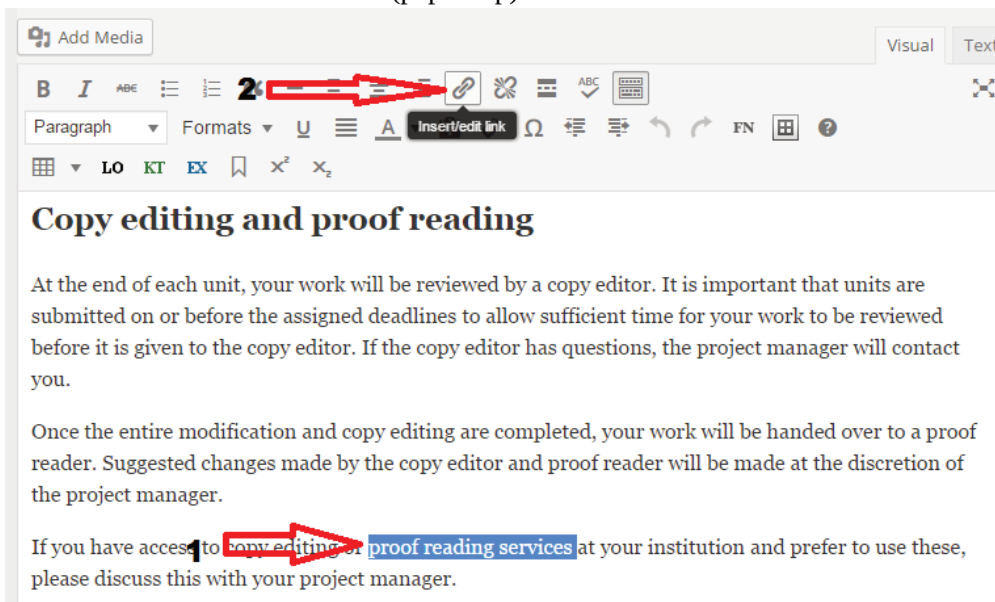 Add Media
Visual Text
B I ABE 2 ABC
Paragraph Formats U A Insert/edit link Ω FN
LO KT EX X² X₂
Copy editing and proof reading
At the end of each unit, your work will be reviewed by a copy editor. It is important that units are
submitted on or before the assigned deadlines to allow sufficient time for your work to be reviewed
before it is given to the copy editor. If the copy editor has questions, the project manager will contact
you.
Once the entire modification and copy editing are completed, your work will be handed over to a proof
reader. Suggested changes made by the copy editor and proof reader will be made at the discretion of
the project manager.
If you have access 1 to copy editing or proof reading services at your institution and prefer to use these,
please discuss this with your project manager.